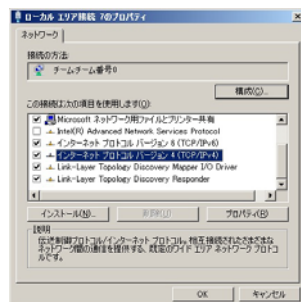 ローカル エリア接続 7のプロパティ
ネットワーク
接続の方法:
チームチーム番号0
構成(C)...
この接続は次の項目を使用します(O):
Microsoft ネットワーク用ファイルとプリンター共有
Intel(R) Advanced Network Services Protocol
インターネット プロトコル バージョン 6 (TCP/IPv6)
インターネット プロトコル バージョン 4 (TCP/IPv4)
Link-Layer Topology Discovery Mapper I/O Driver
Link-Layer Topology Discovery Responder
インストール(N)...
削除(U)
プロパティ(R)
説明
伝送制御プロトコル/インターネット プロトコル。相互接続されたさまざまな
ネットワーク間の通信を提供する、既定のワイド エリア ネットワーク プロトコ
ルです。
OK
キャンセル